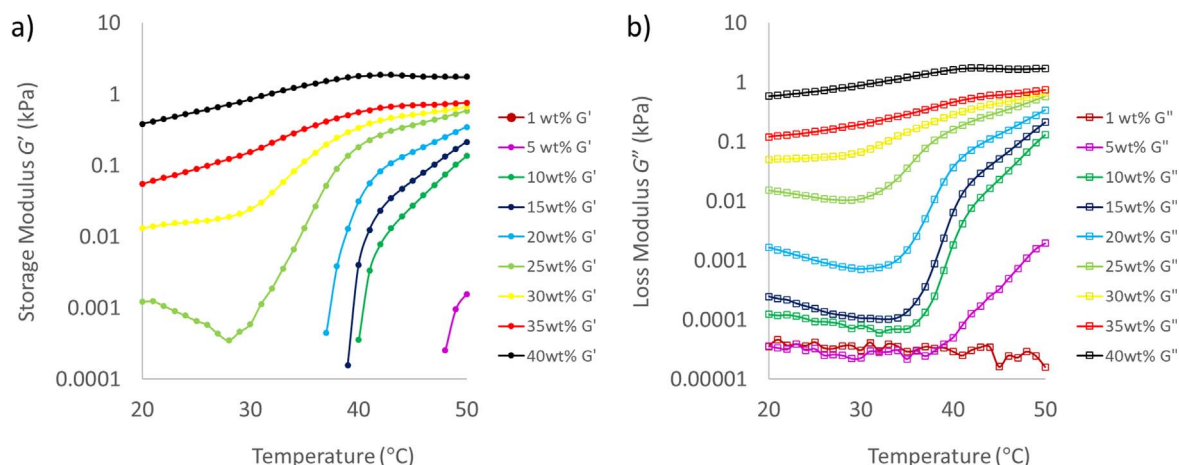 a)
Storage Modulus G' (kPa)
10
1
0.1
0.01
0.001
0.0001
20
30
40
50
Temperature (°C)
1 wt% G'
5 wt% G'
10wt% G'
15wt% G'
20wt% G'
25wt% G'
30wt% G'
35wt% G'
40wt% G'
b)
Loss Modulus G" (kPa)
10
1
0.1
0.01
0.001
0.0001
0.00001
20
30
40
50
Temperature (°C)
1 wt% G"
5wt% G"
10wt% G"
15wt% G"
20wt% G"
25wt% G"
30wt% G"
35wt% G"
40wt% G"